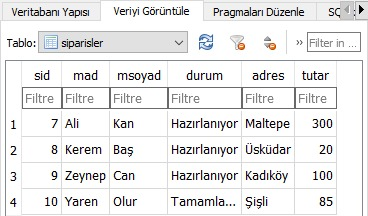 Veritabanı Yapısı Veriyi Görüntüle Pragmaları Düzenle SQ
Tablo: siparisler » Filter in ...
sid mad msoyad durum adres tutar
Filtre Filtre Filtre Filtre Filtre Filtre
1 7 Ali Kan Hazırlanıyor Maltepe 300
2 8 Kerem Baş Hazırlanıyor Üsküdar 20
3 9 Zeynep Can Hazırlanıyor Kadıköy 100
4 10 Yaren Olur Tamamla... Şişli 85